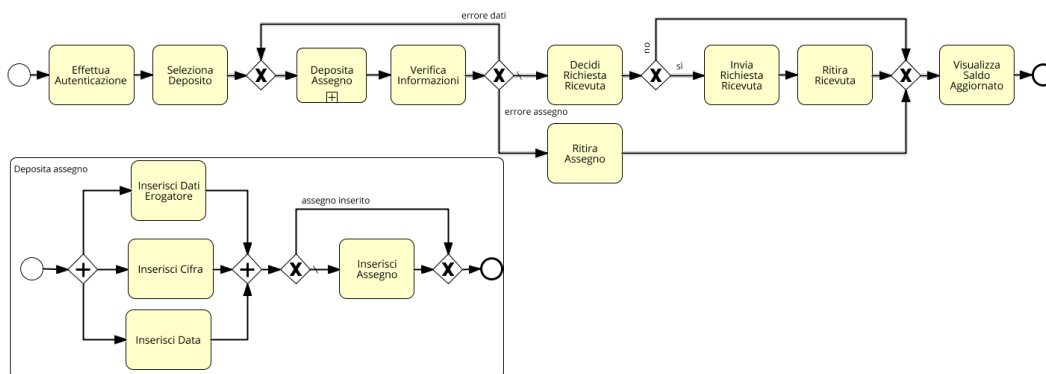 errore dati
Effettua
Autenticazione
Seleziona
Deposito
X
Deposita
Assegno
+
Verifica
Informazioni
X
Decidi
Richiesta
Ricevuta
X
no
sì
Invia
Richiesta
Ricevuta
Ritira
Ricevuta
X
Visualizza
Saldo
Aggiornato
errore assegno
Ritira
Assegno
Deposita assegno
Inserisci Dati
Erogatore
assegno inserito
+
Inserisci Cifra
+
X
Inserisci
Assegno
X
Inserisci Data